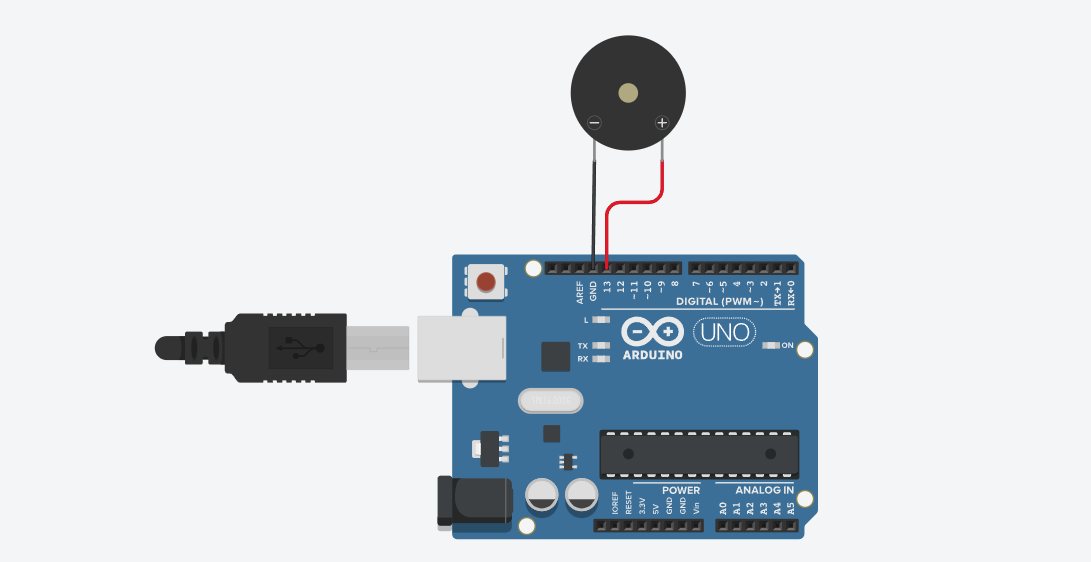 − +
AREF
GND
13
12
~11
~10
~9
8
7
~6
~5
4
~3
2
TX→1
RX←0
DIGITAL (PWM~)
L
TX
RX
ARDUINO
UNO
ON
IOREF
RESET
3.3V
5V
GND
GND
Vin
POWER
ANALOG IN
A0
A1
A2
A3
A4
A5